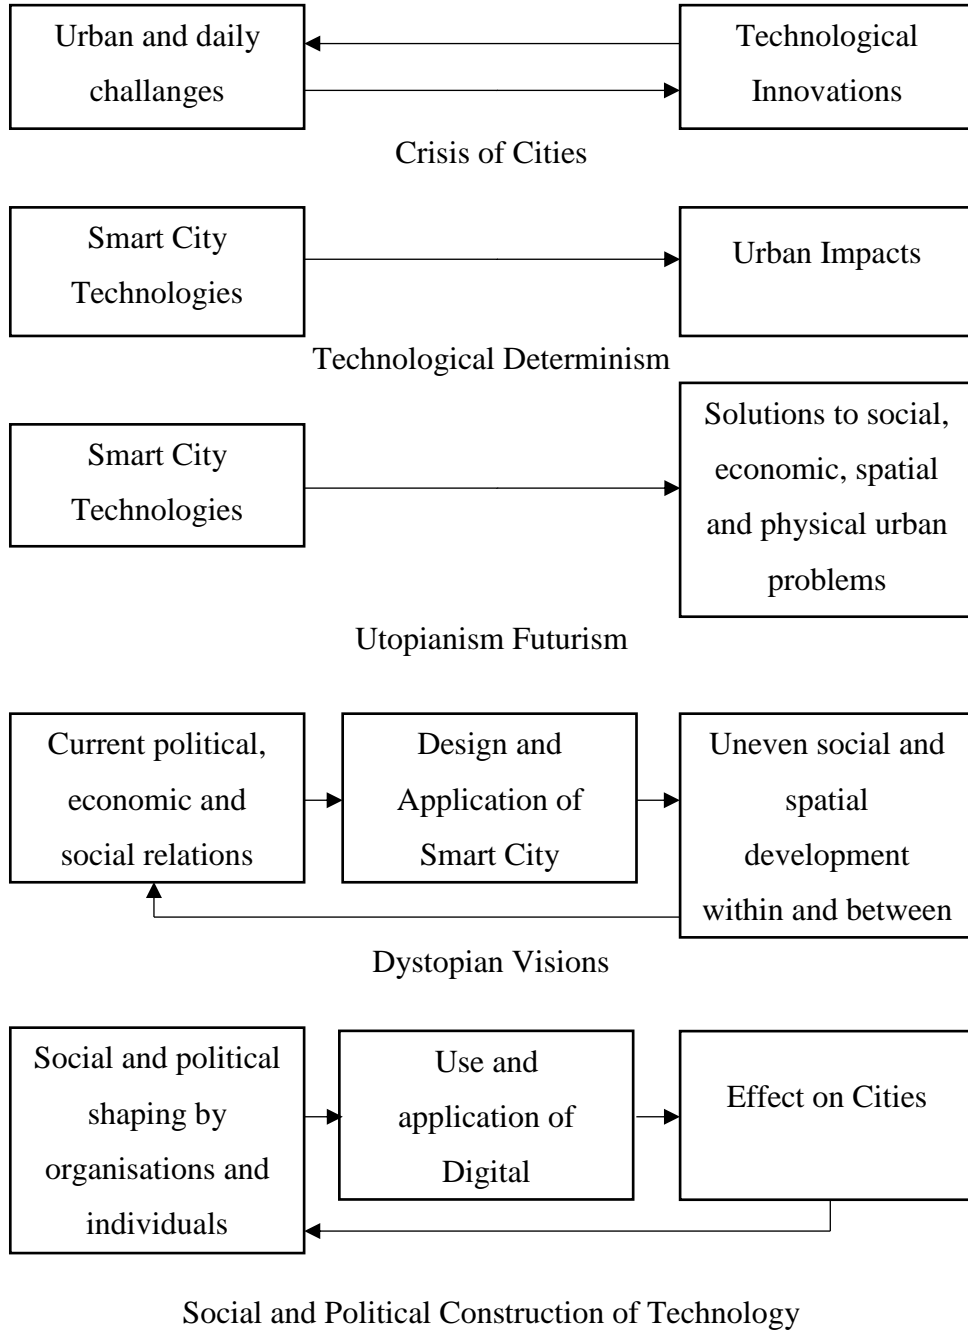 Urban and daily
challanges
Technological
Innovations
Crisis of Cities
Smart City
Technologies
Urban Impacts
Technological Determinism
Smart City
Technologies
Solutions to social,
economic, spatial
and physical urban
problems
Utopianism Futurism
Current political,
economic and
social relations
Design and
Application of
Smart City
Uneven social and
spatial
development
within and between
Dystopian Visions
Social and political
shaping by
organisations and
individuals
Use and
application of
Digital
Effect on Cities
Social and Political Construction of Technology